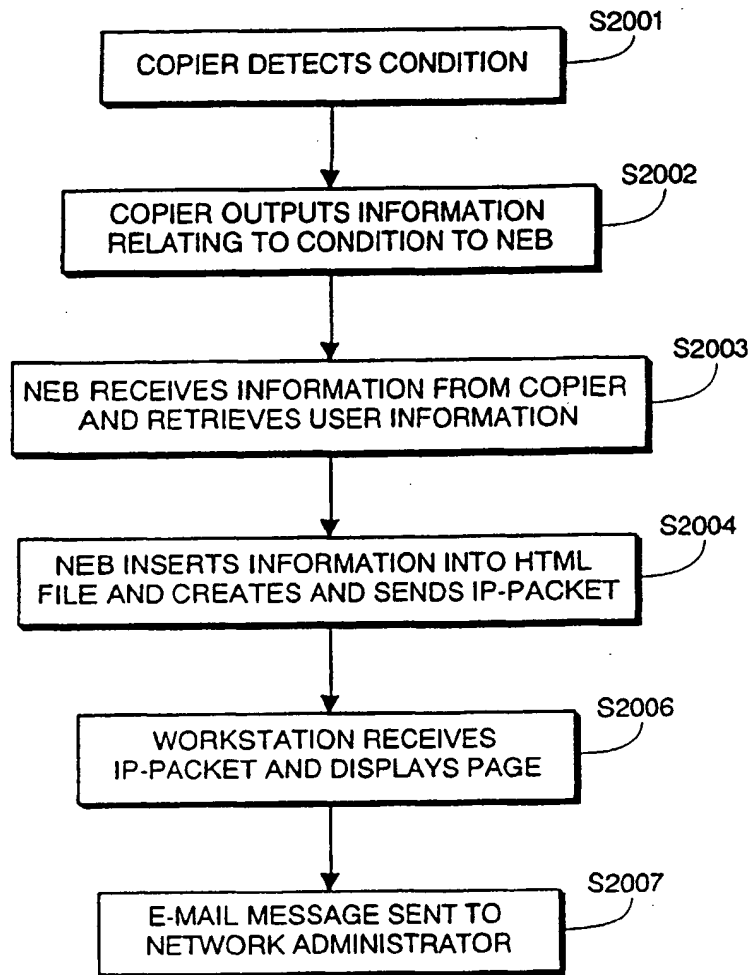 S2001
COPIER DETECTS CONDITION
S2002
COPIER OUTPUTS INFORMATION
RELATING TO CONDITION TO NEB
S2003
NEB RECEIVES INFORMATION FROM COPIER
AND RETRIEVES USER INFORMATION
S2004
NEB INSERTS INFORMATION INTO HTML
FILE AND CREATES AND SENDS IP-PACKET
S2006
WORKSTATION RECEIVES
IP-PACKET AND DISPLAYS PAGE
S2007
E-MAIL MESSAGE SENT TO
NETWORK ADMINISTRATOR